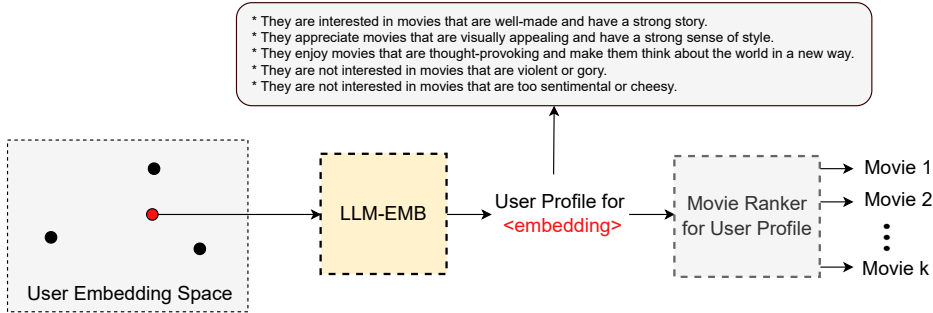 * They are interested in movies that are well-made and have a strong story.
* They appreciate movies that are visually appealing and have a strong sense of style.
* They enjoy movies that are thought-provoking and make them think about the world in a new way.
* They are not interested in movies that are violent or gory.
* They are not interested in movies that are too sentimental or cheesy.
User Embedding Space
LLM-EMB
User Profile for
<embedding>
Movie Ranker
for User Profile
Movie 1
Movie 2
Movie k